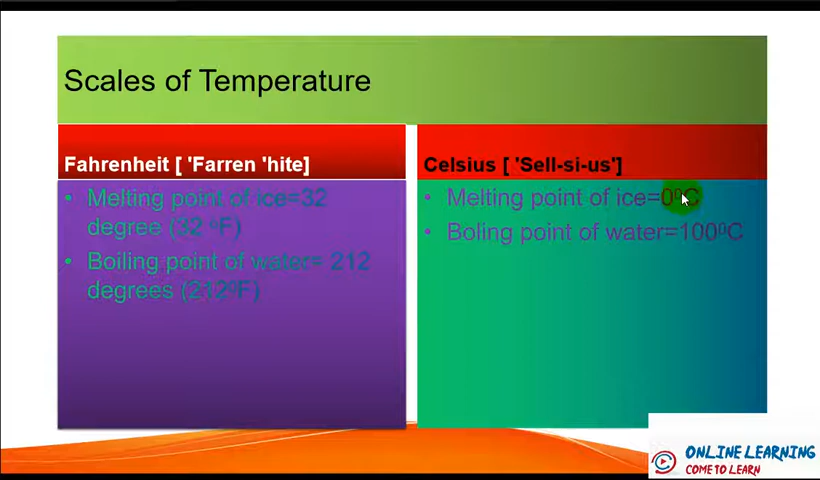 Scales of Temperature
Fahrenheit [ 'Farren 'hite]
• Melting point of ice=32
degree (32 ⁰F)
• Boiling point of water= 212
degrees (212⁰F)
Celsius [ 'Sell-si-us']
• Melting point of ice=0⁰C
• Boling point of water=100⁰C
ONLINE LEARNING
COME TO LEARN